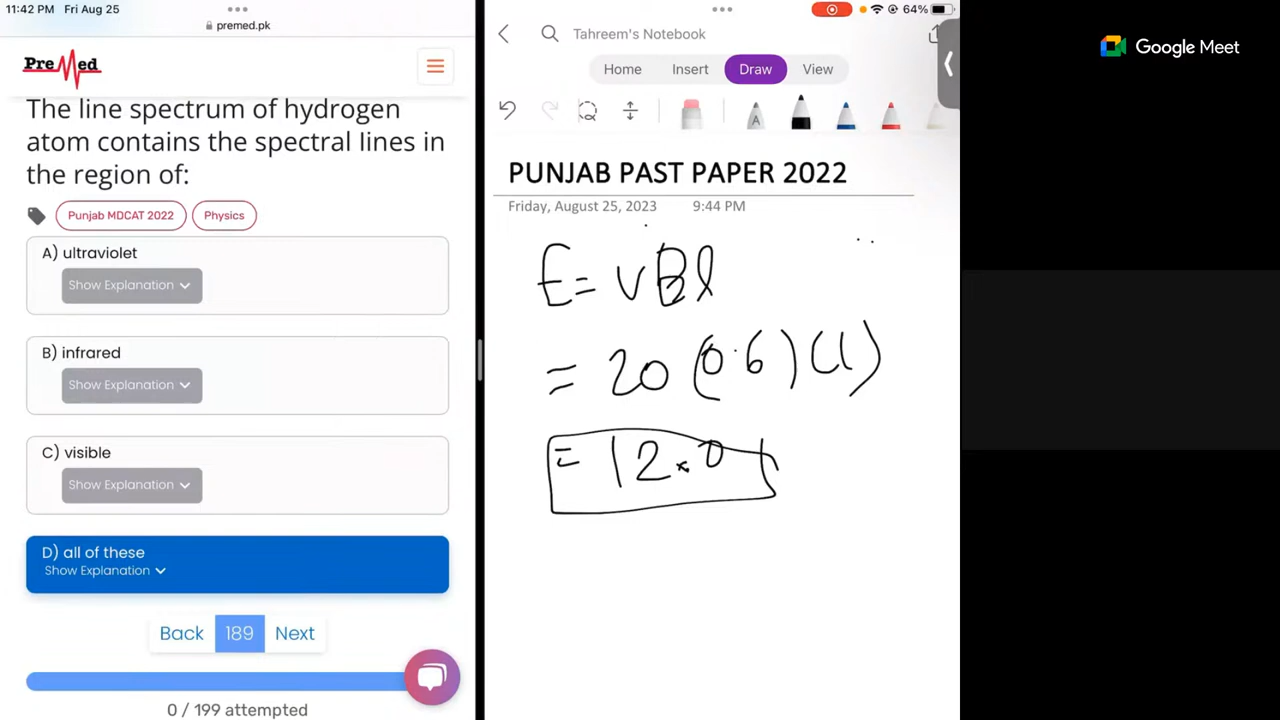 11:42 PM Fri Aug 25
premed.pk
PreMed
The line spectrum of hydrogen
atom contains the spectral lines in
the region of:
Punjab MDCAT 2022
Physics
A) ultraviolet
Show Explanation
B) infrared
Show Explanation
C) visible
Show Explanation
D) all of these
Show Explanation
Back 189 Next
0 / 199 attempted
64%
Tahreem's Notebook
Home Insert Draw View
A
PUNJAB PAST PAPER 2022
Friday, August 25, 2023 9:44 PM
E = vBl
= 20 (0.6) (1)
= 12.0
Google Meet